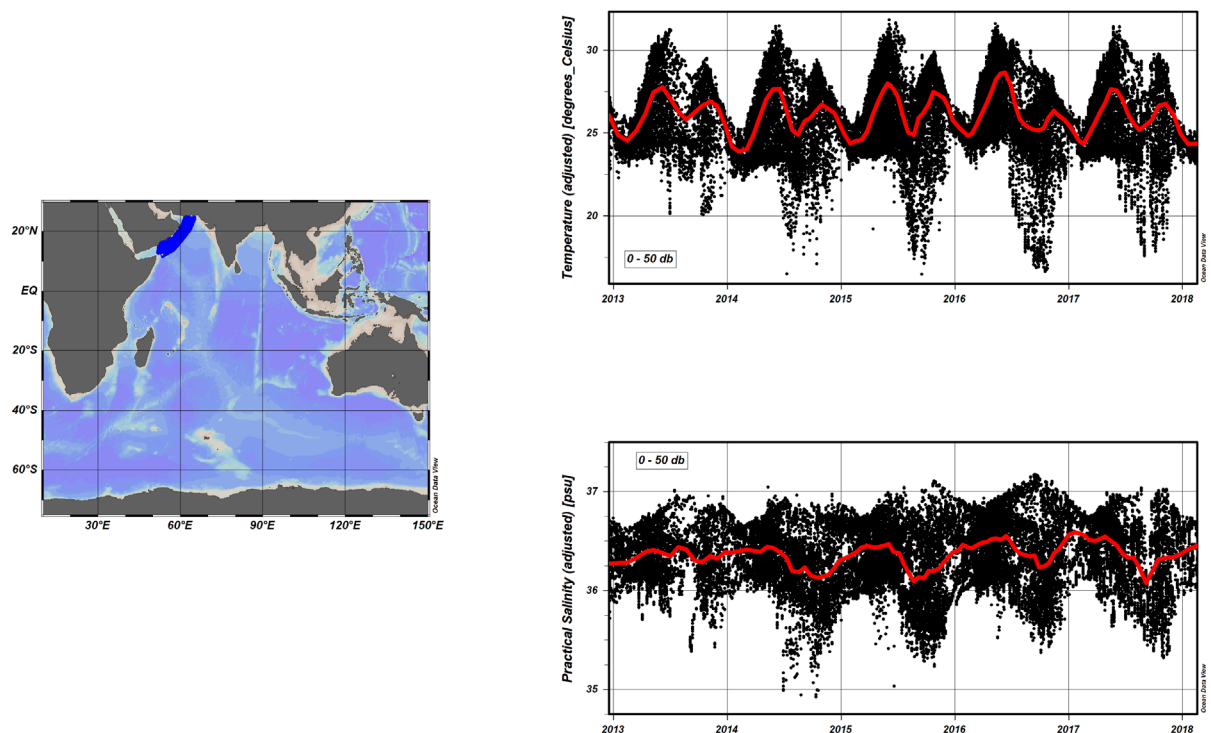 20°N
EQ
20°S
40°S
60°S
30°E 60°E 90°E 120°E 150°E
Ocean Data View
Temperature (adjusted) [degrees_Celsius]
30
25
20
0 - 50 db
2013 2014 2015 2016 2017 2018
Ocean Data View
Practical Salinity (adjusted) [psu]
0 - 50 db
37
36
35
2013 2014 2015 2016 2017 2018
Ocean Data View